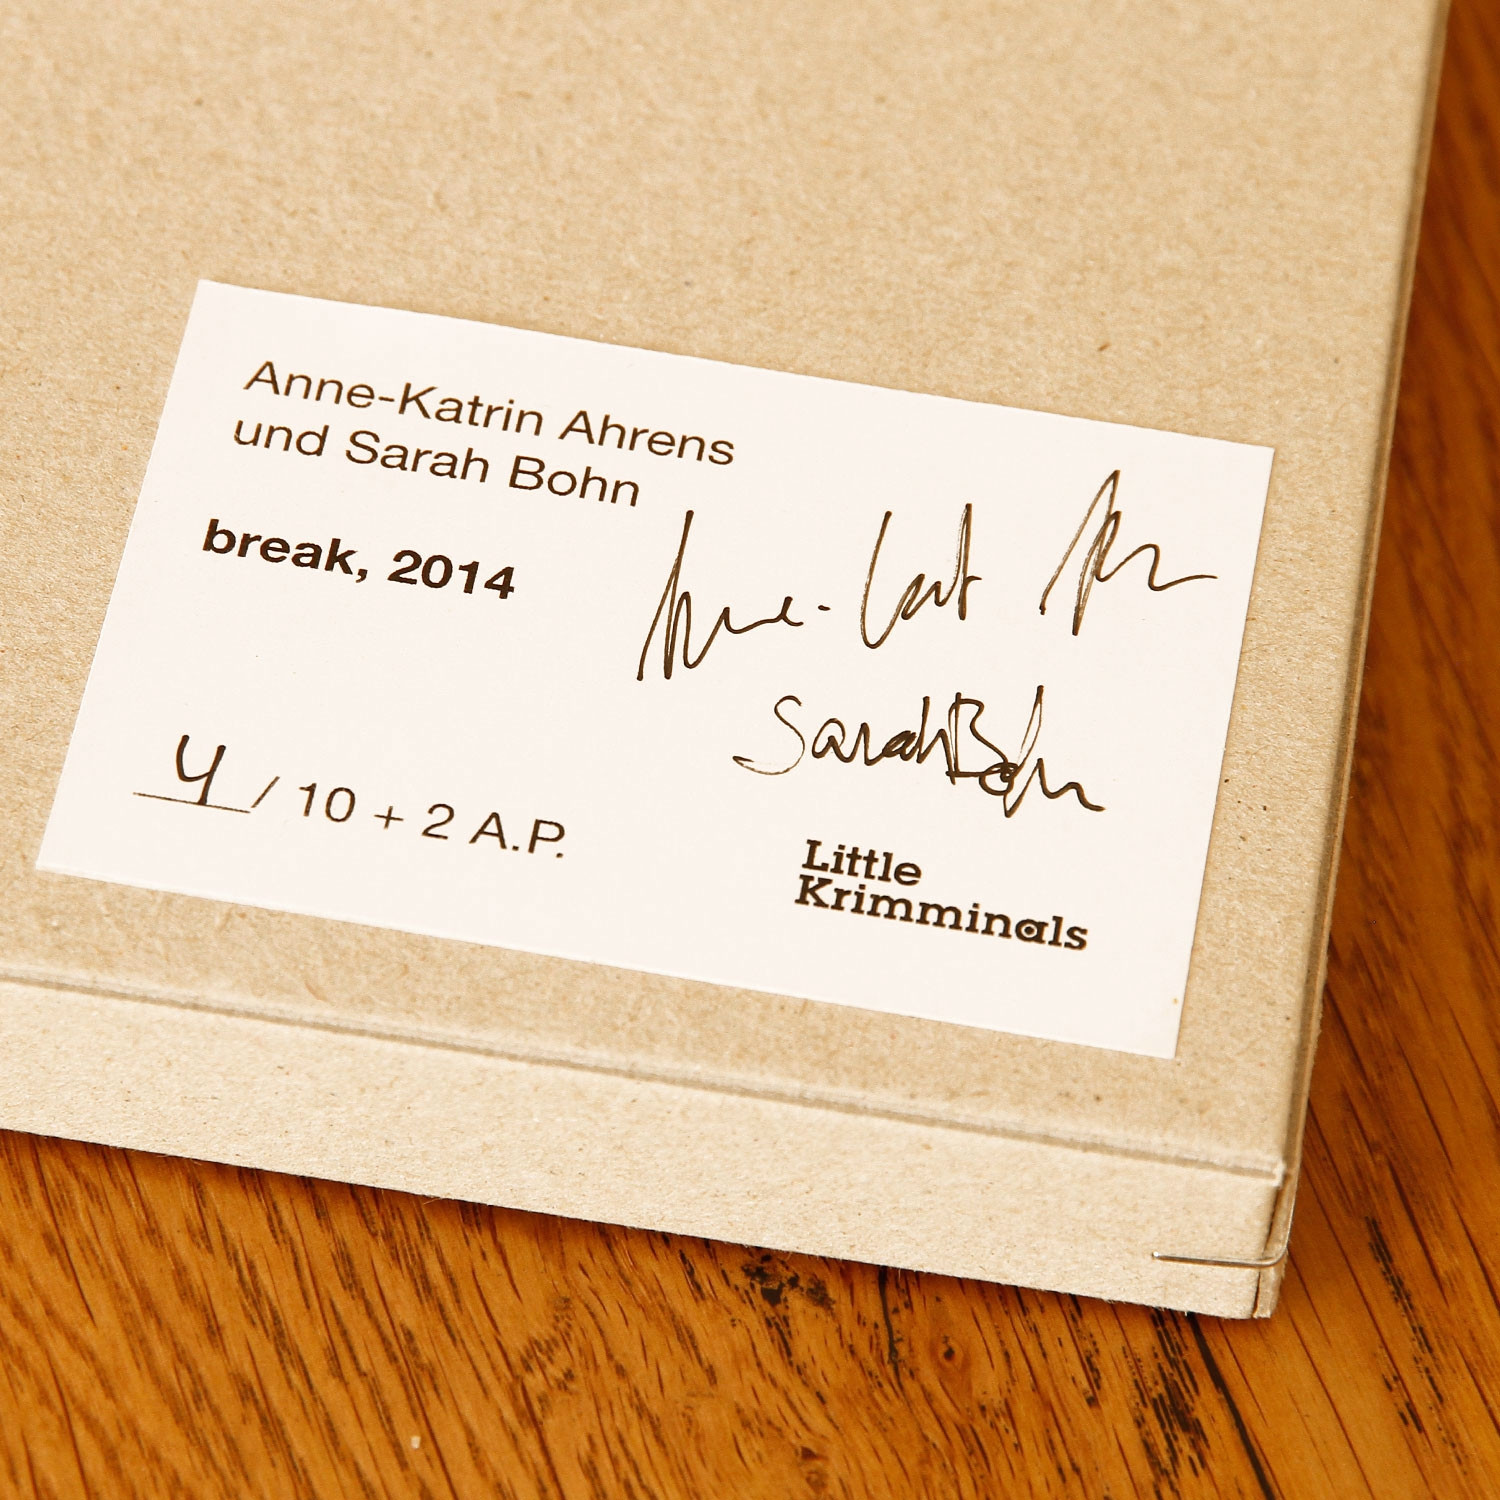 Anne-Katrin Ahrens
und Sarah Bohn
break, 2014
Sarah Bohn
4 / 10 + 2 A.P.
Little
Krimminals